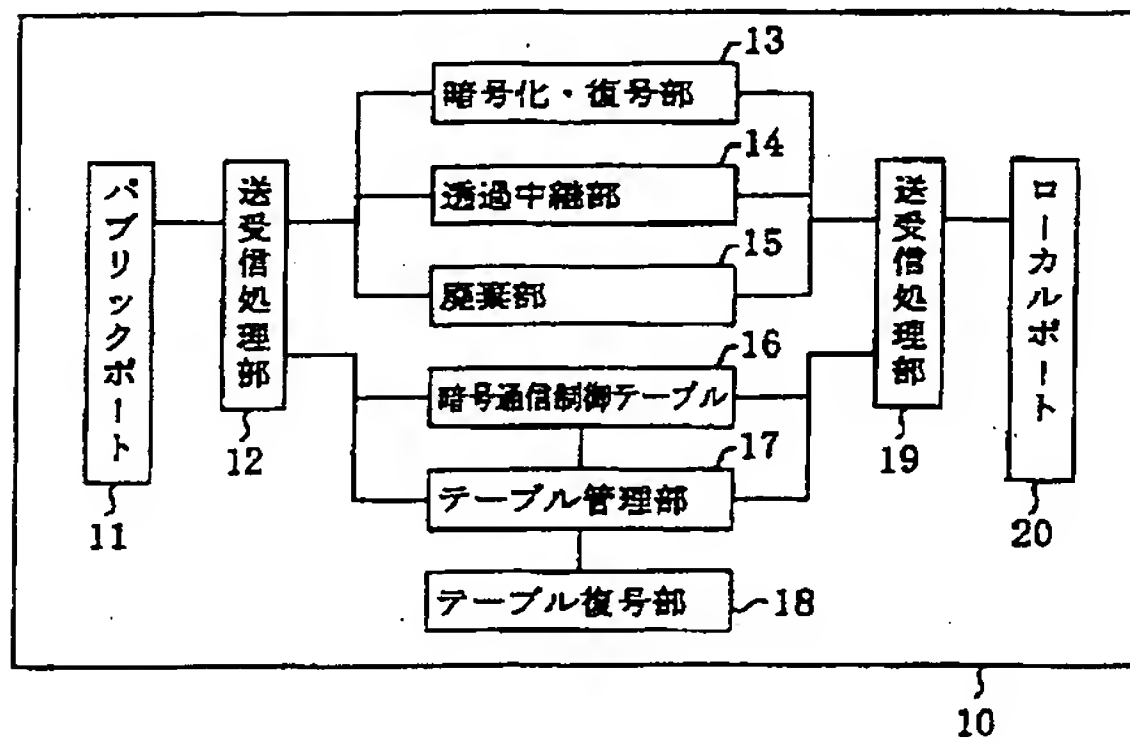 13
暗号化・復号部
14
透過中継部
15
廃棄部
16
暗号通信制御テーブル
17
テーブル管理部
テーブル復号部
18
パブリックポート
11
送受信処理部
12
送受信処理部
19
ローカルポート
20
10